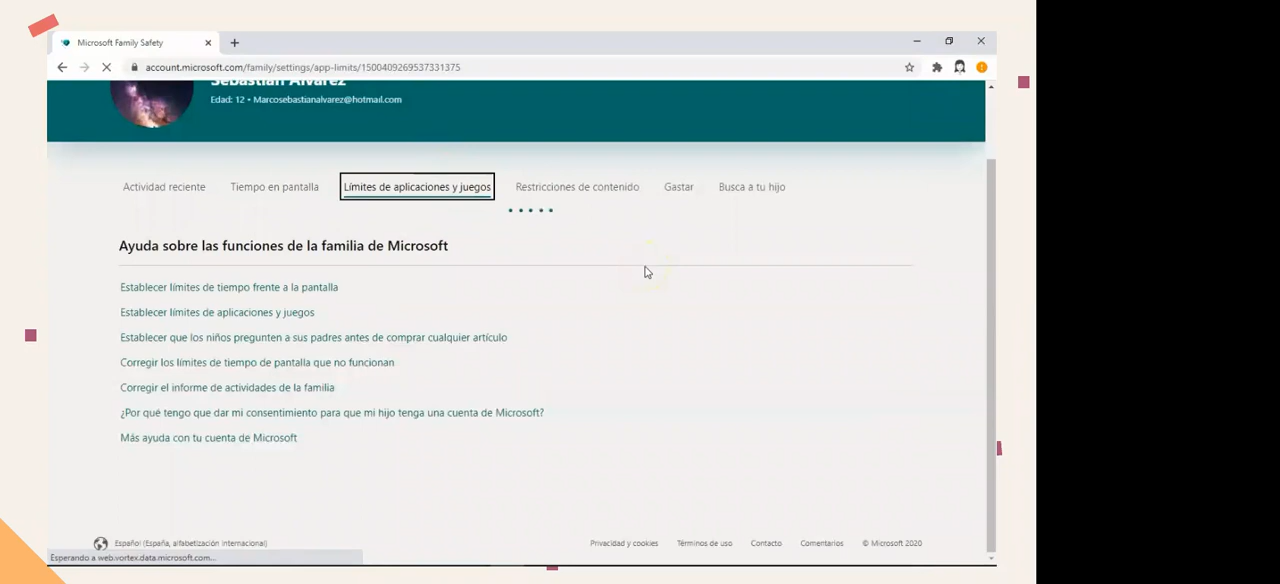 Microsoft Family Safety
account.microsoft.com/family/settings/app-limits/1500409269537331375
Sebastian Alvarez
Edad: 12 • Marcosebastianalvarez@hotmail.com
Actividad reciente Tiempo en pantalla Límites de aplicaciones y juegos Restricciones de contenido Gastar Busca a tu hijo
Ayuda sobre las funciones de la familia de Microsoft
Establecer límites de tiempo frente a la pantalla
Establecer límites de aplicaciones y juegos
Establecer que los niños pregunten a sus padres antes de comprar cualquier artículo
Corregir los límites de tiempo de pantalla que no funcionan
Corregir el informe de actividades de la familia
¿Por qué tengo que dar mi consentimiento para que mi hijo tenga una cuenta de Microsoft?
Más ayuda con tu cuenta de Microsoft
Español (España, alfabetización internacional) Privacidad y cookies Términos de uso Contacto Comentarios © Microsoft 2020
Esperando a web.vortex.data.microsoft.com...